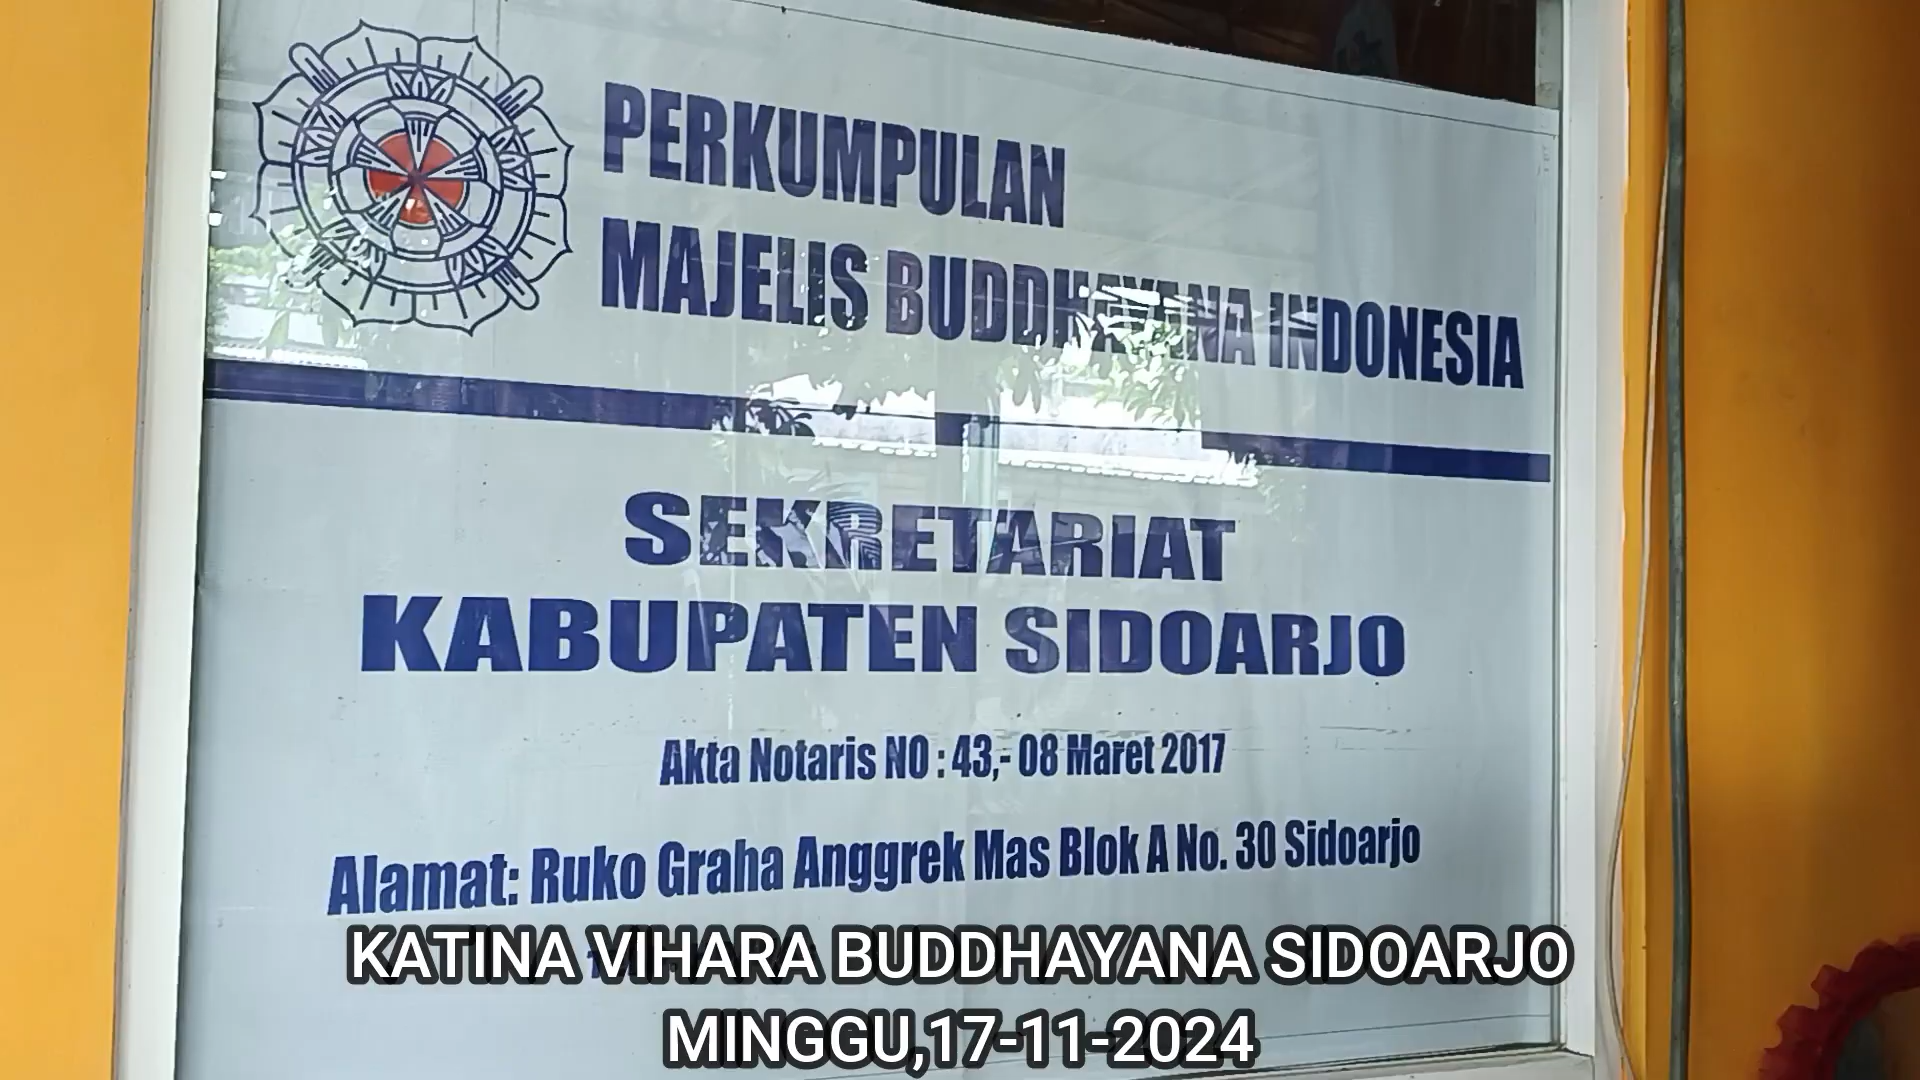 PERKUMPULAN
MAJELIS BUDDHAYANA INDONESIA
SEKRETARIAT
KABUPATEN SIDOARJO
Akta Notaris NO : 43,- 08 Maret 2017
Alamat: Ruko Graha Anggrek Mas Blok A No. 30 Sidoarjo
KATINA VIHARA BUDDHAYANA SIDOARJO
MINGGU,17-11-2024